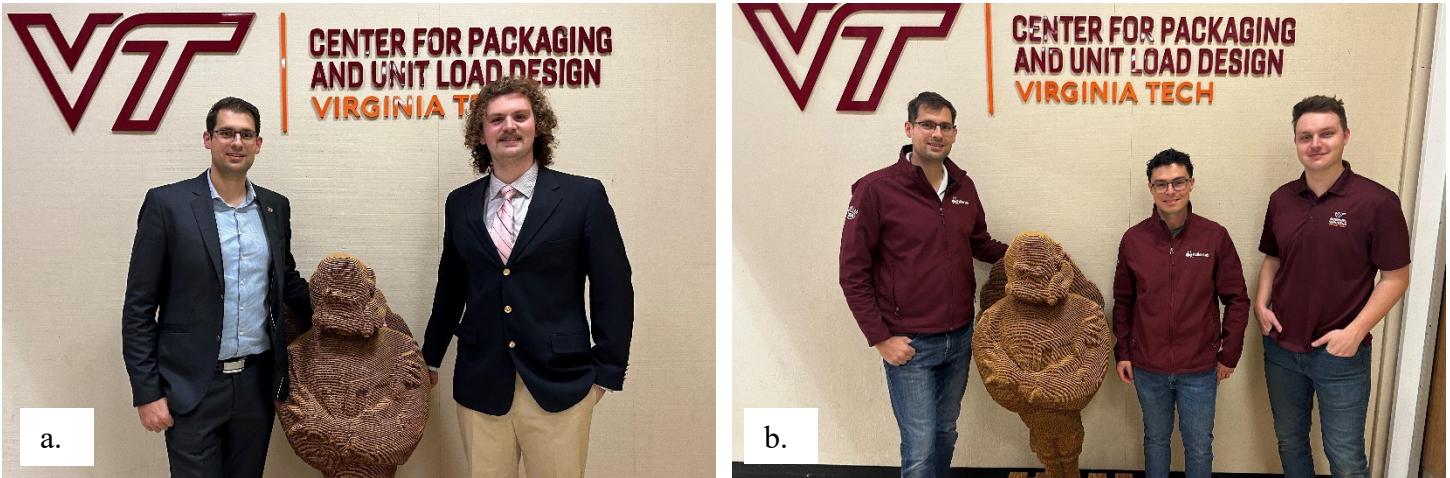 VT
CENTER FOR PACKAGING
AND UNIT LOAD DESIGN
VIRGINIA
a.
VT
CENTER FOR PACKAGING
AND UNIT LOAD DESIGN
VIRGINIA TECH
b.